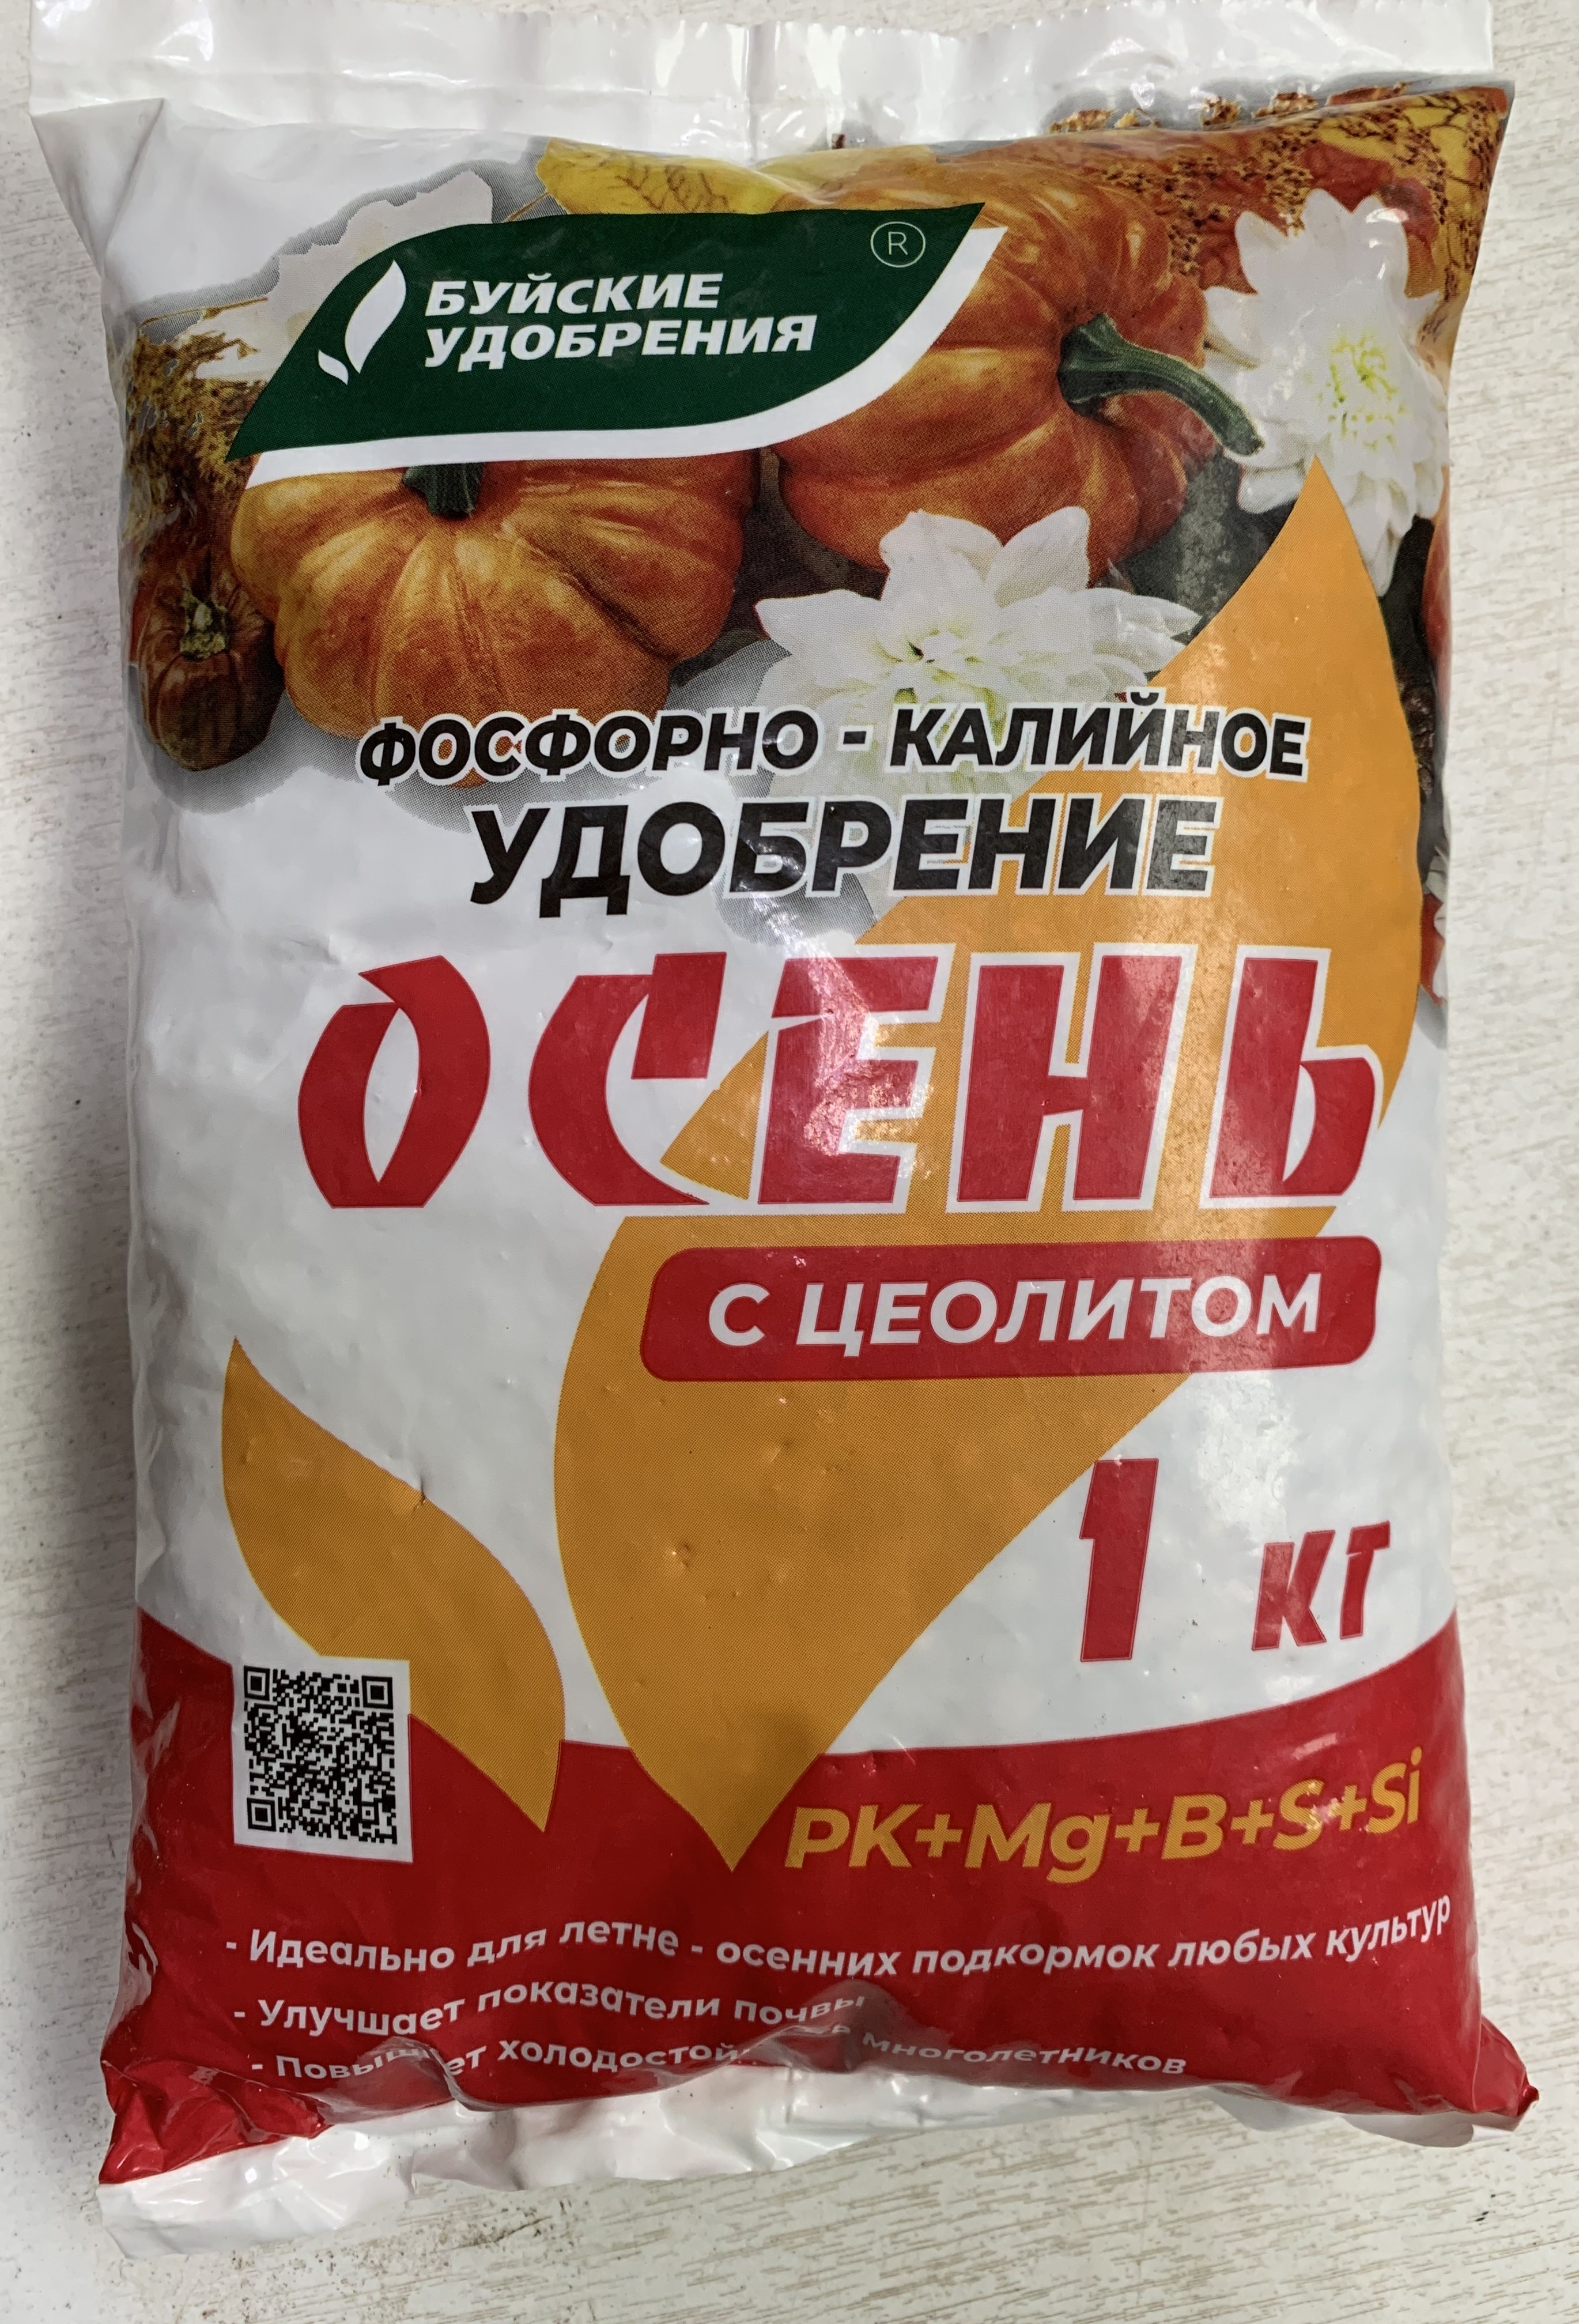 БУЙСКИЕ
УДОБРЕНИЯ
®
ФОСФОРНО - КАЛИЙНОЕ
УДОБРЕНИЕ
ОСЕНЬ
С ЦЕОЛИТОМ
1 кг
PK+Mg+B+S+Si
- Идеально для летне - осенних подкормок любых культур
- Улучшает показатели почвы
- многолетников